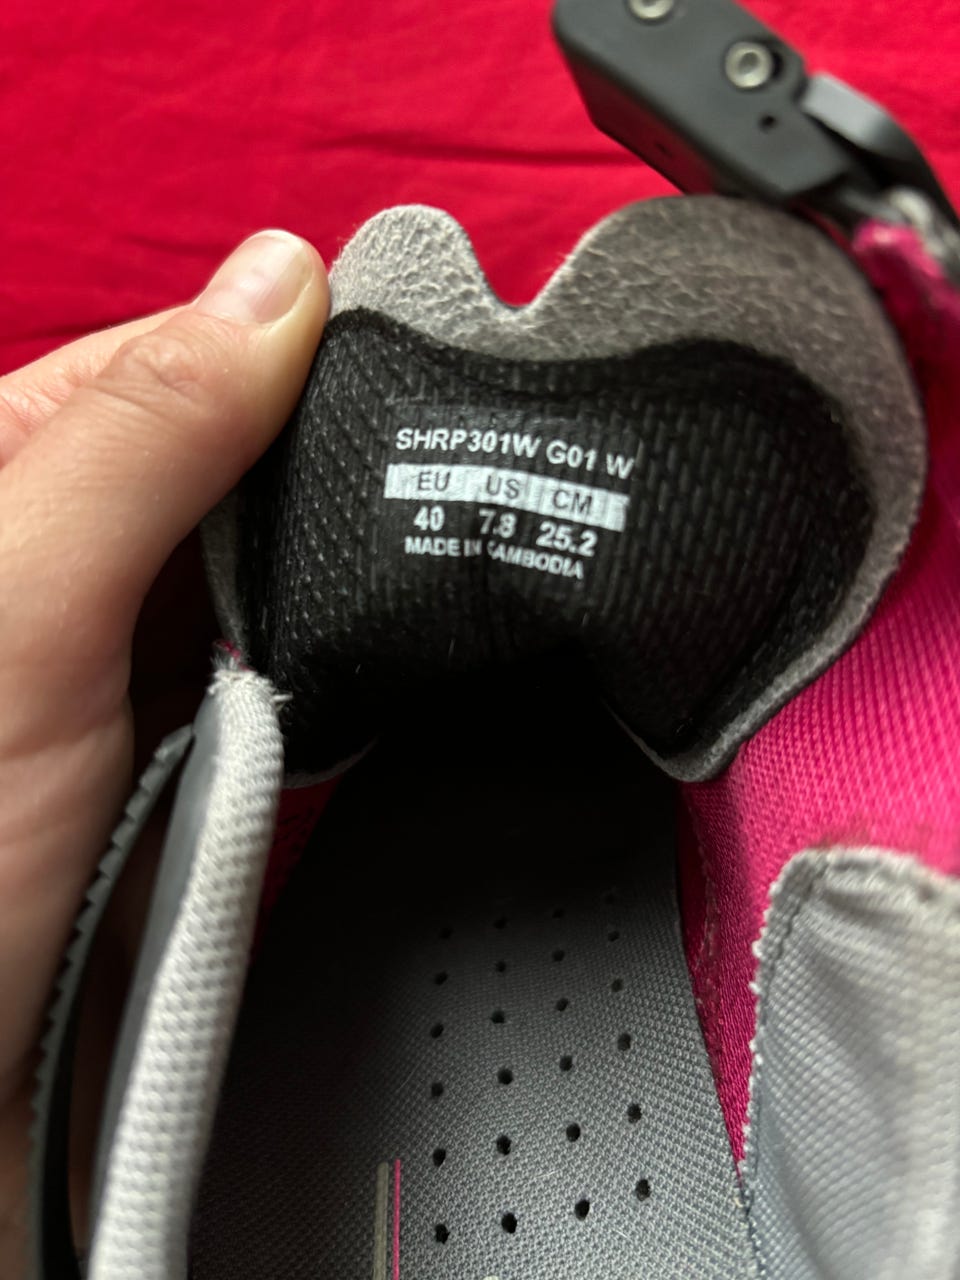 SHRP301W G01 W
EU US CM
40 7.8 25.2
MADE IN CAMBODIA